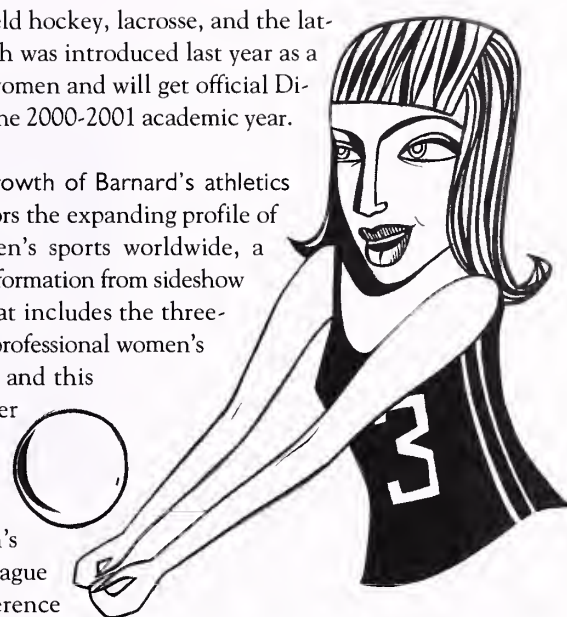 eld hockey, lacrosse, and the lat-
h was introduced last year as a
omen and will get official Di-
he 2000-2001 academic year.
rowth of Barnard's athletics
ors the expanding profile of
en's sports worldwide, a
formation from sideshow
at includes the three-
professional women's
and this
er
's
ague
erence
3